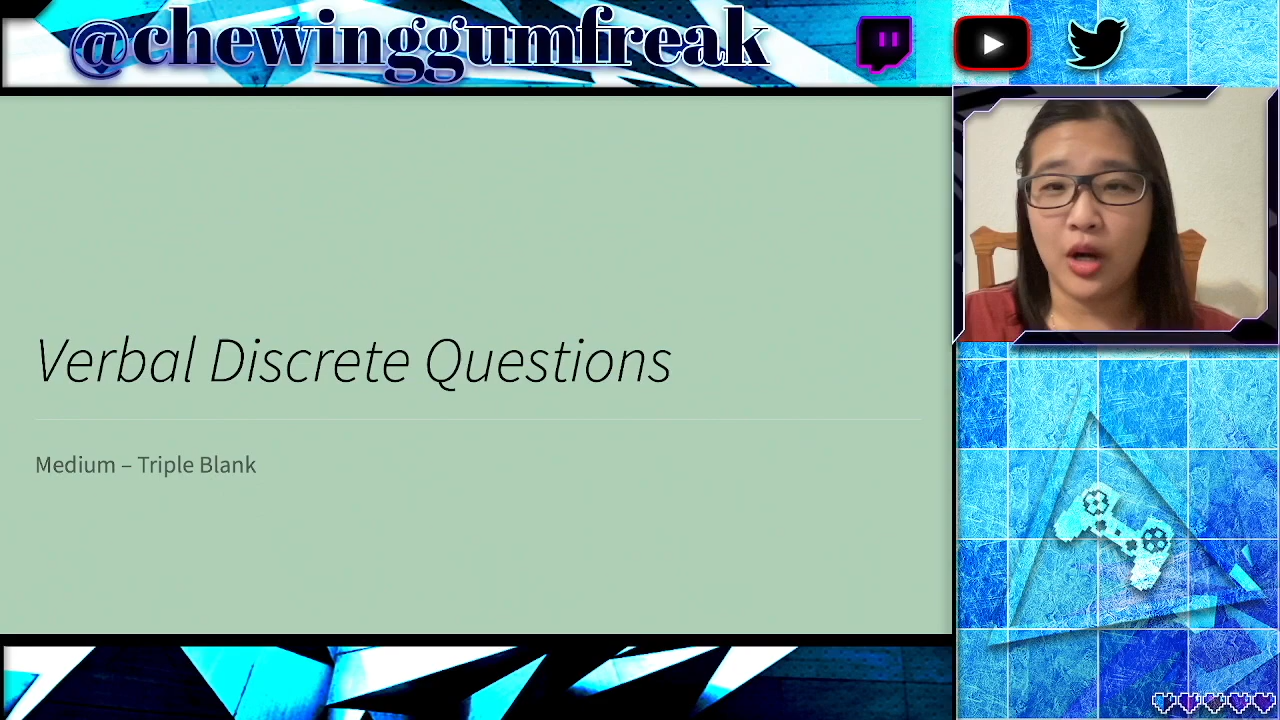 @chewinggumfreak
Verbal Discrete Questions
Medium – Triple Blank